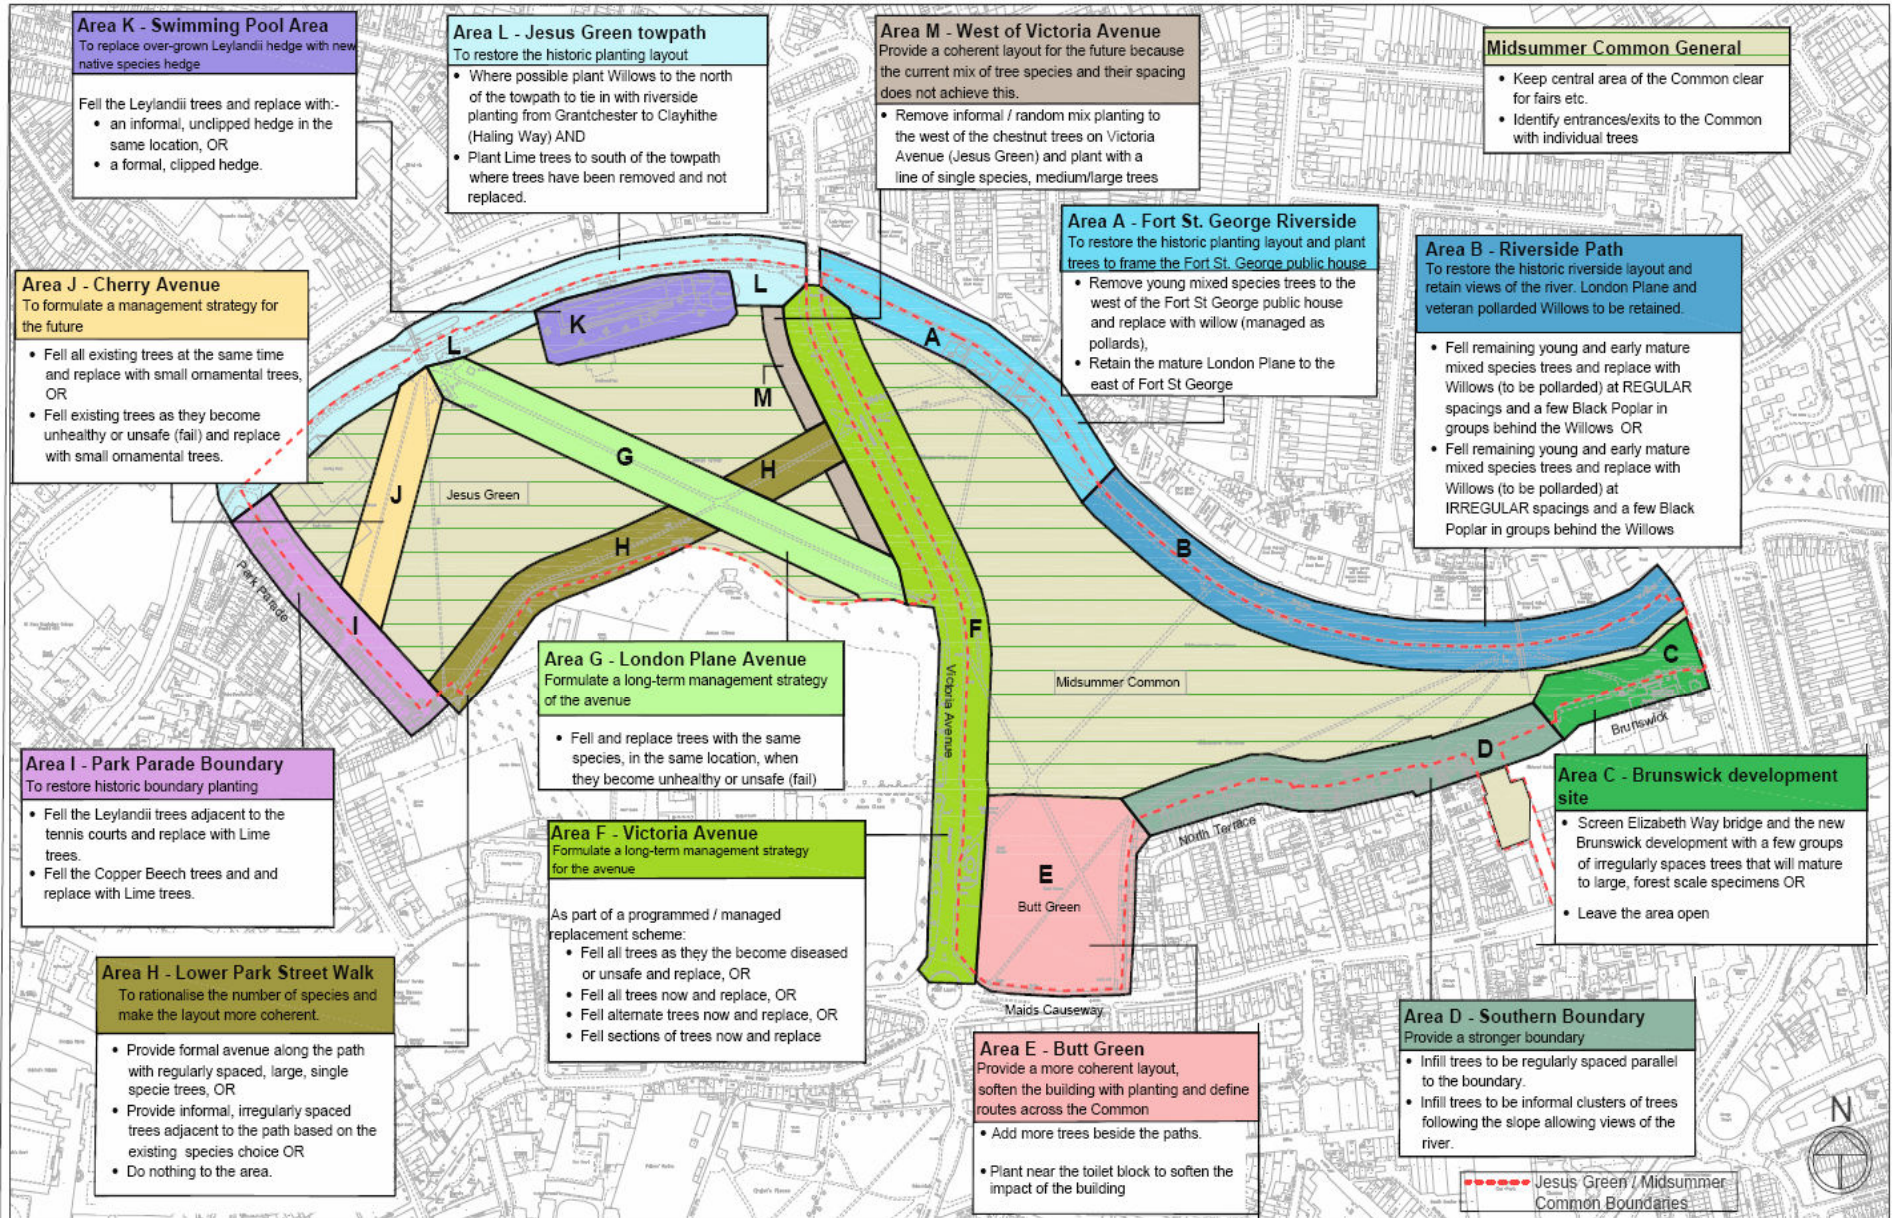 Area K - Swimming Pool Area
To replace over-grown Leylandii hedge with new
native species hedge
Fell the Leylandii trees and replace with:-
• an informal, unclipped hedge in the
same location, OR
• a formal, clipped hedge.
Area L - Jesus Green towpath
To restore the historic planting layout
• Where possible plant Willows to the north
of the towpath to tie in with riverside
planting from Grantchester to Clayhithe
(Haling Way) AND
• Plant Lime trees to south of the towpath
where trees have been removed and not
replaced.
Area M - West of Victoria Avenue
Provide a coherent layout for the future because
the current mix of tree species and their spacing
does not achieve this.
• Remove informal / random mix planting to
the west of the chestnut trees on Victoria
Avenue (Jesus Green) and plant with a
line of single species, medium/large trees
Midsummer Common General
• Keep central area of the Common clear
for fairs etc.
• Identify entrances/exits to the Common
with individual trees
Area A - Fort St. George Riverside
To restore the historic planting layout and plant
trees to frame the Fort St. George public house
• Remove young mixed species trees to the
west of the Fort St George public house
and replace with willow (managed as
pollards),
• Retain the mature London Plane to the
east of Fort St George
Area B - Riverside Path
To restore the historic riverside layout and
retain views of the river. London Plane and
veteran pollarded Willows to be retained.
• Fell remaining young and early mature
mixed species trees and replace with
Willows (to be pollarded) at REGULAR
spacings and a few Black Poplar in
groups behind the Willows OR
• Fell remaining young and early mature
mixed species trees and replace with
Willows (to be pollarded) at
IRREGULAR spacings and a few Black
Poplar in groups behind the Willows
Area J - Cherry Avenue
To formulate a management strategy for
the future
• Fell all existing trees at the same time
and replace with small ornamental trees,
OR
• Fell existing trees as they become
unhealthy or unsafe (fail) and replace
with small ornamental trees.
L
K
L
A
M
G
H
J
Jesus Green
H
B
Park Parade
I
F
C
Victoria Avenue
Midsummer Common
Brunswick
D
North Terrace
E
Butt Green
Maids Causeway
Area G - London Plane Avenue
Formulate a long-term management strategy
of the avenue
• Fell and replace trees with the same
species, in the same location, when
they become unhealthy or unsafe (fail)
Area I - Park Parade Boundary
To restore historic boundary planting
• Fell the Leylandii trees adjacent to the
tennis courts and replace with Lime
trees.
• Fell the Copper Beech trees and and
replace with Lime trees.
Area F - Victoria Avenue
Formulate a long-term management strategy
for the avenue
As part of a programmed / managed
replacement scheme:
• Fell all trees as they the become diseased
or unsafe and replace, OR
• Fell all trees now and replace, OR
• Fell alternate trees now and replace, OR
• Fell sections of trees now and replace
Area C - Brunswick development
site
• Screen Elizabeth Way bridge and the new
Brunswick development with a few groups
of irregularly spaces trees that will mature
to large, forest scale specimens OR
• Leave the area open
Area H - Lower Park Street Walk
To rationalise the number of species and
make the layout more coherent.
• Provide formal avenue along the path
with regularly spaced, large, single
specie trees, OR
• Provide informal, irregularly spaced
trees adjacent to the path based on the
existing species choice OR
• Do nothing to the area.
Area E - Butt Green
Provide a more coherent layout,
soften the building with planting and define
routes across the Common
• Add more trees beside the paths.
• Plant near the toilet block to soften the
impact of the building
Area D - Southern Boundary
Provide a stronger boundary
• Infill trees to be regularly spaced parallel
to the boundary.
• Infill trees to be informal clusters of trees
following the slope allowing views of the
river.
N
Jesus Green / Midsummer
Common Boundaries